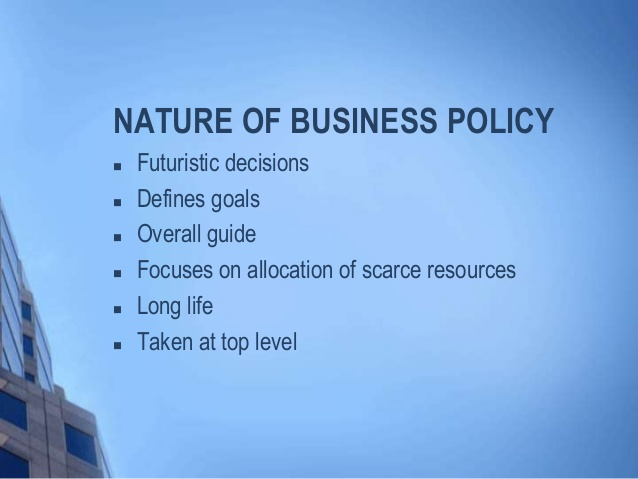 NATURE OF BUSINESS POLICY
Futuristic decisions
Defines goals
Overall guide
Focuses on allocation of scarce resources
Long life
Taken at top level